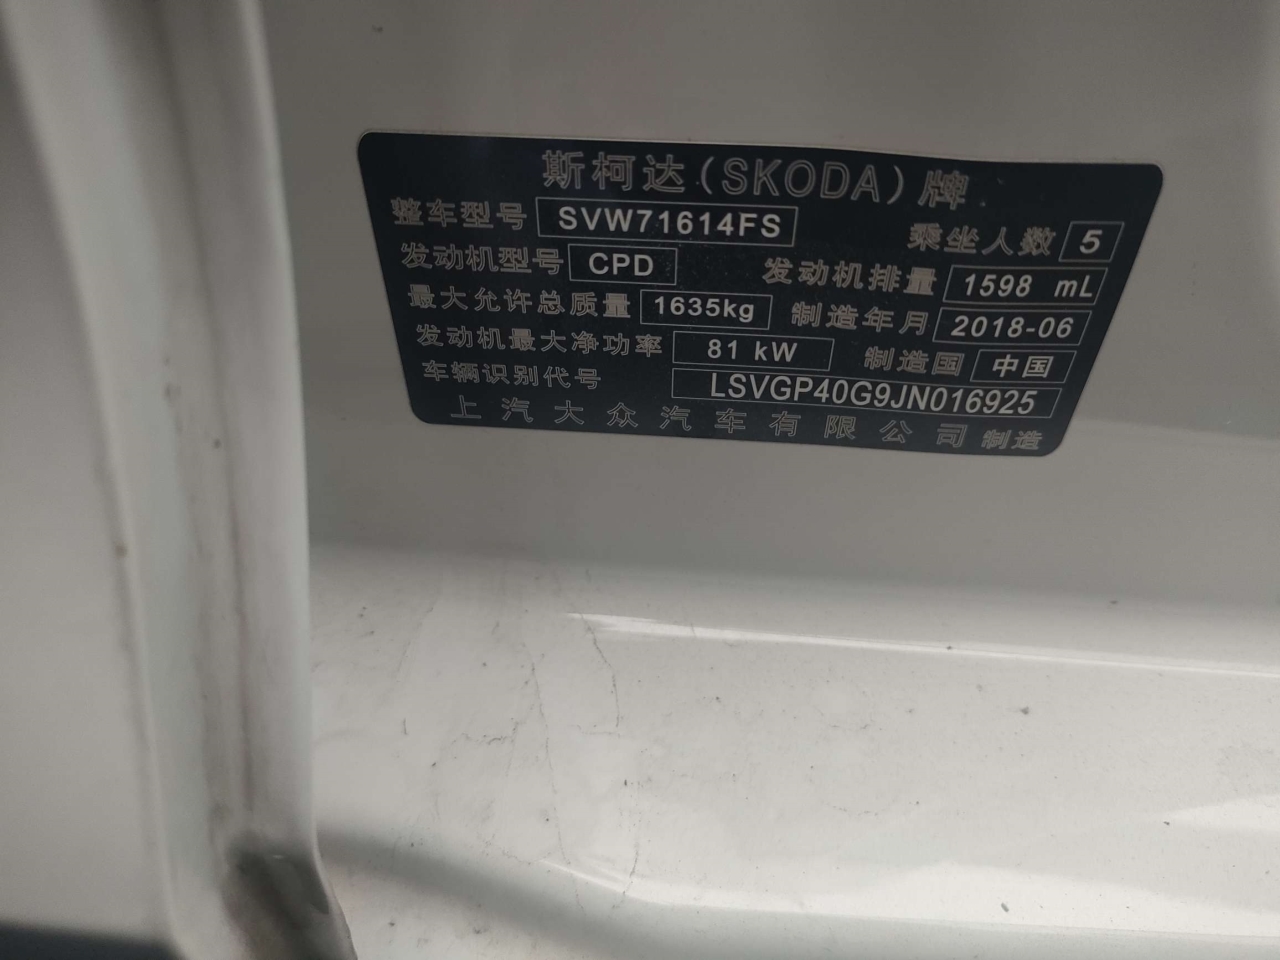 斯柯达(SKODA)牌
整车型号 SVW71614FS 乘坐人数 5
发动机型号 CPD 发动机排量 1598 mL
最大允许总质量 1635kg 制造年月 2018-06
发动机最大净功率 81 kW 制造国 中国
车辆识别代号 LSVGP40G9JN016925
上汽大众汽车有限公司 制造